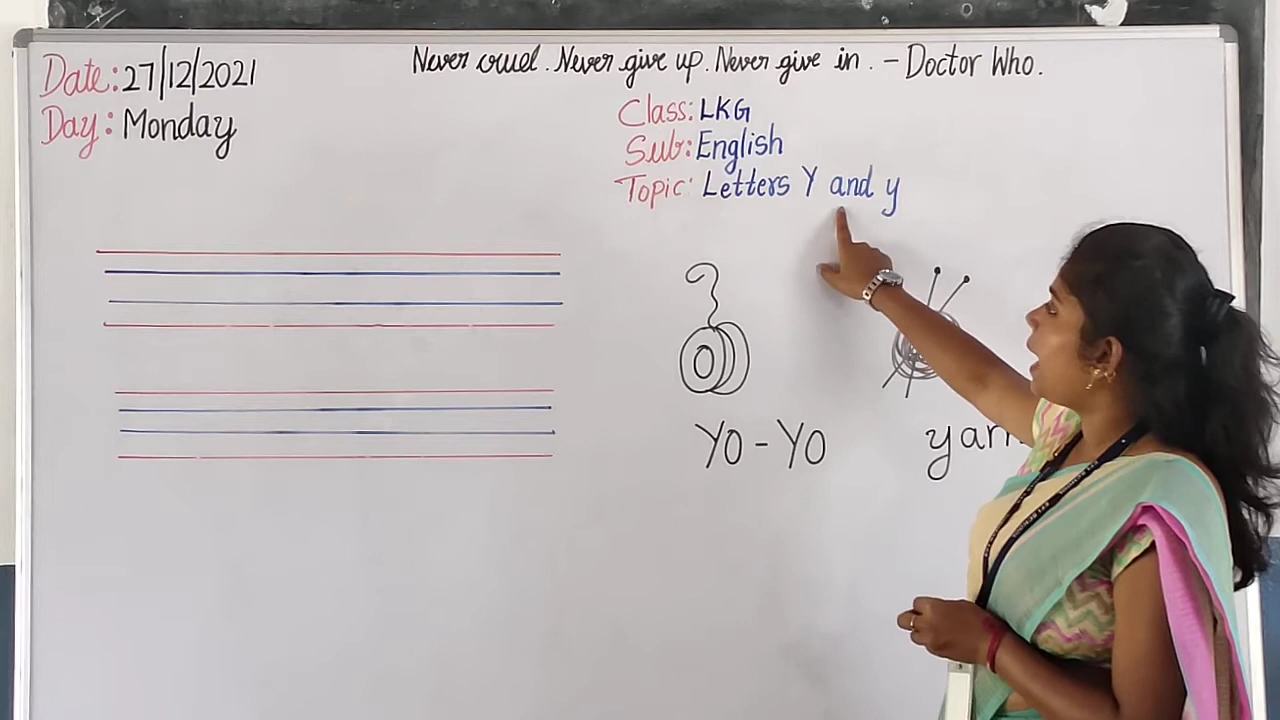 Date: 27/12/2021
Day: Monday
Never cruel. Never give up. Never give in. - Doctor Who.
Class: LKG
Sub: English
Topic: Letters Y and y
Yo-Yo
yarn